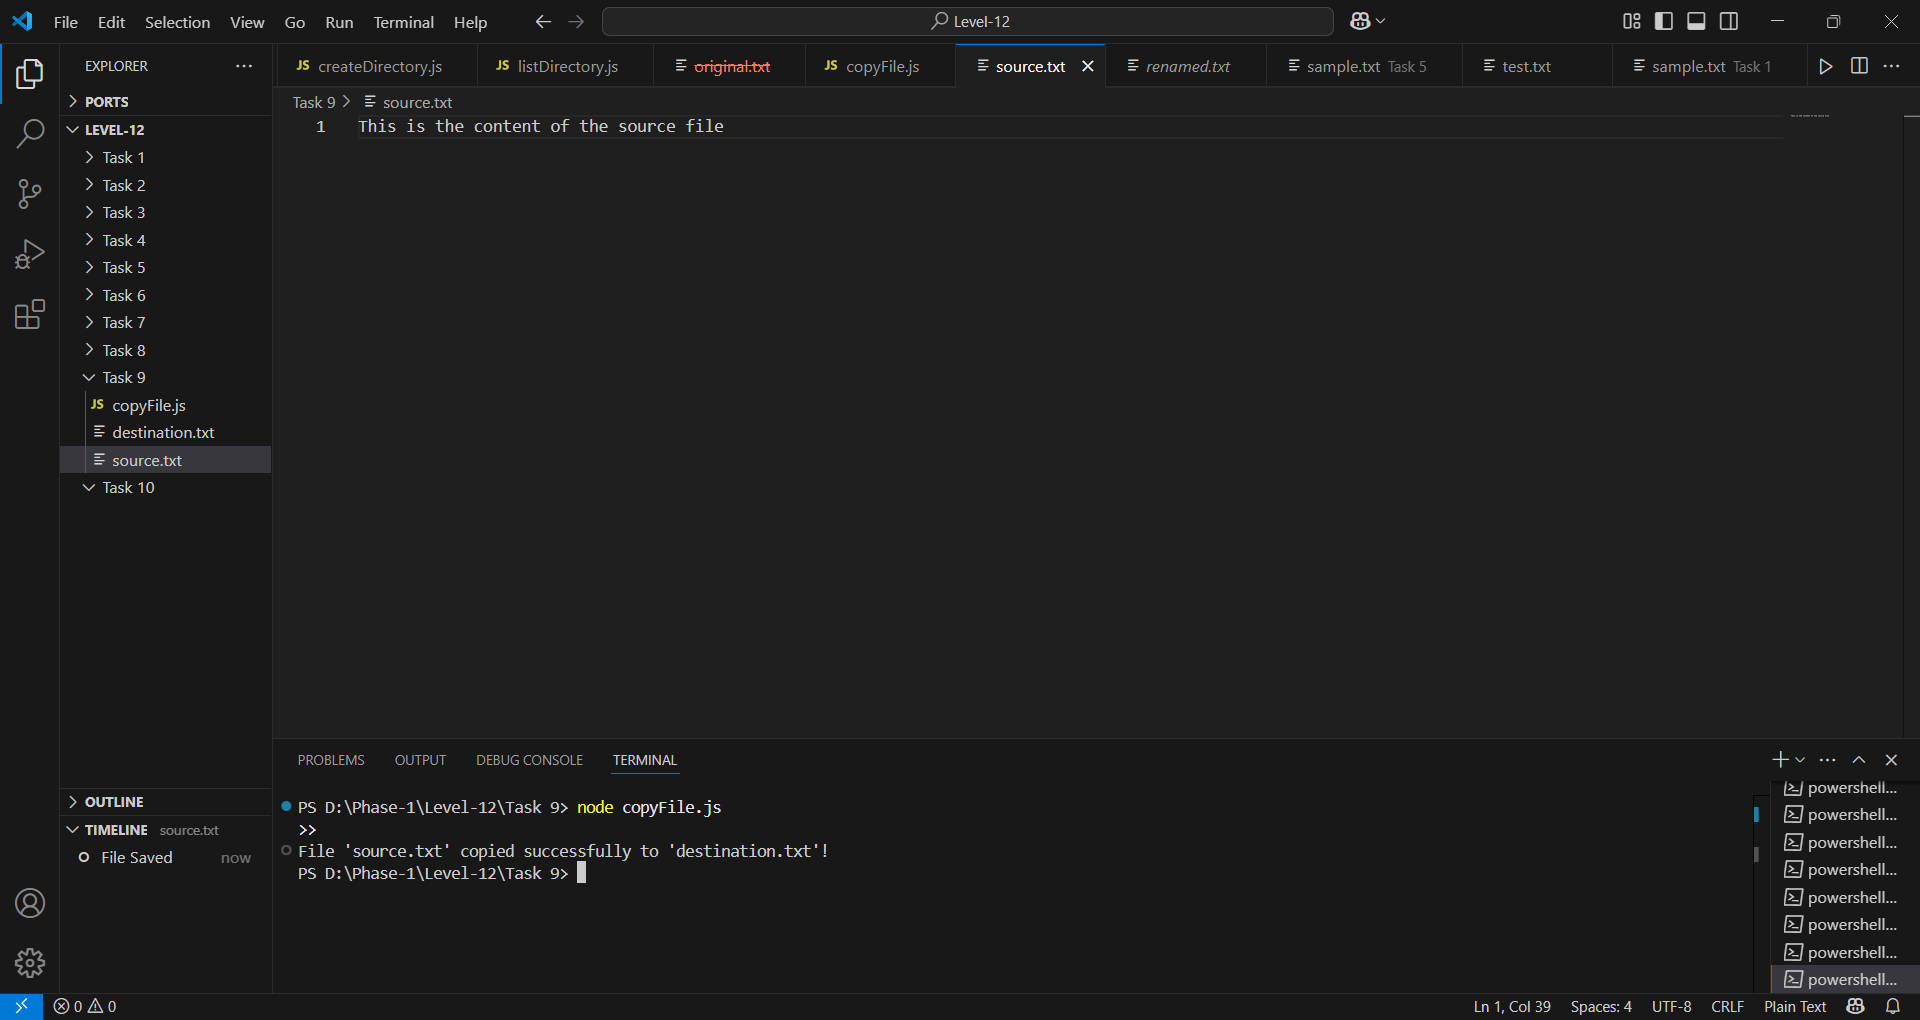 File Edit Selection View Go Run Terminal Help
Level-12
EXPLORER
PORTS
LEVEL-12
Task 1
Task 2
Task 3
Task 4
Task 5
Task 6
Task 7
Task 8
Task 9
JS copyFile.js
destination.txt
source.txt
Task 10
OUTLINE
TIMELINE source.txt
File Saved now
JS createDirectory.js
JS listDirectory.js
original.txt
JS copyFile.js
source.txt
renamed.txt
sample.txt Task 5
test.txt
sample.txt Task 1
Task 9 > source.txt
1 This is the content of the source file
PROBLEMS OUTPUT DEBUG CONSOLE TERMINAL
PS D:\Phase-1\Level-12\Task 9> node copyFile.js
>>
File 'source.txt' copied successfully to 'destination.txt'!
PS D:\Phase-1\Level-12\Task 9>
powershell...
powershell...
powershell...
powershell...
powershell...
powershell...
powershell...
powershell...
0 0
Ln 1, Col 39 Spaces: 4 UTF-8 CRLF Plain Text